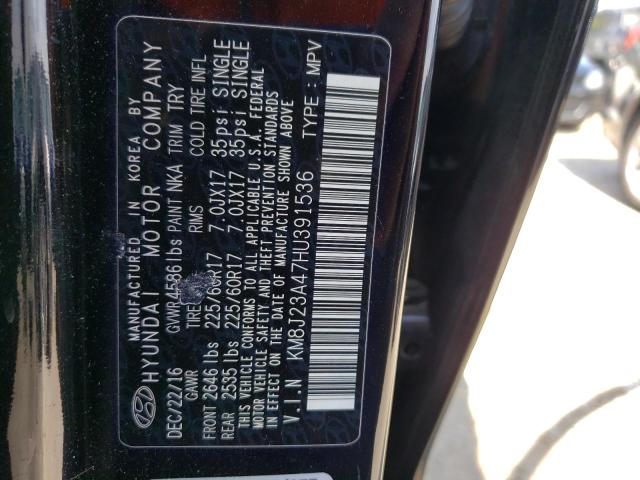 MANUFACTURED IN KOREA BY
HYUNDAI MOTOR COMPANY
DEC/22/16 GVWR 4586 lbs PAINT NKA TRIM TRY
GAWR TIRE RIMS COLD TIRE INFL
FRONT 2646 lbs 225/60R17 7.0JX17 35psi SINGLE
REAR 2535 lbs 225/60R17 7.0JX17 35psi SINGLE
THIS VEHICLE CONFORMS TO ALL APPLICABLE U.S.A. FEDERAL
MOTOR VEHICLE SAFETY AND THEFT PREVENTION STANDARDS
IN EFFECT ON THE DATE OF MANUFACTURE SHOWN ABOVE
V.I.N KM8J23A47HU391536 TYPE : MPV